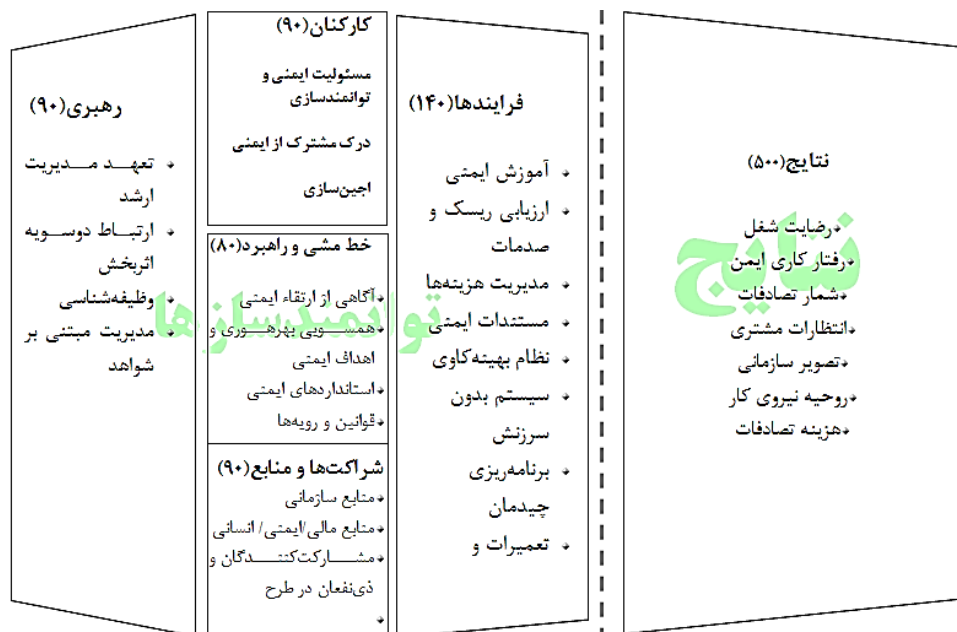 رهبری(۹۰)
تعهد مدیریت
ارشد
ارتباط دوسویه
اثربخش
وظیفه‌شناسی
مدیریت مبتنی بر
شواهد
کارکنان(۹۰)
مسئولیت ایمنی و
توانمندسازی
درک مشترک از ایمنی
اجین‌سازی
خط مشی و راهبرد(۸۰)
آگاهی از ارتقاء ایمنی
همسویی بهره‌وری و
اهداف ایمنی
استانداردهای ایمنی
قوانین و رویه‌ها
شراکت‌ها و منابع(۹۰)
منابع سازمانی
منابع مالی/ایمنی/انسانی
مشارکت‌کنندگان و
ذی‌نفعان در طرح
توانمندسازها
فرایندها(۱۴۰)
آموزش ایمنی
ارزیابی ریسک و
صدمات
مدیریت هزینه‌ها
مستندات ایمنی
نظام بهینه‌کاوی
سیستم بدون
سرزنش
برنامه‌ریزی
چیدمان
تعمیرات و
نتایج(۵۰۰)
نتایج
رضایت شغل
رفتار کاری ایمن
شمار تصادفات
انتظارات مشتری
تصویر سازمانی
روحیه نیروی کار
هزینه تصادفات